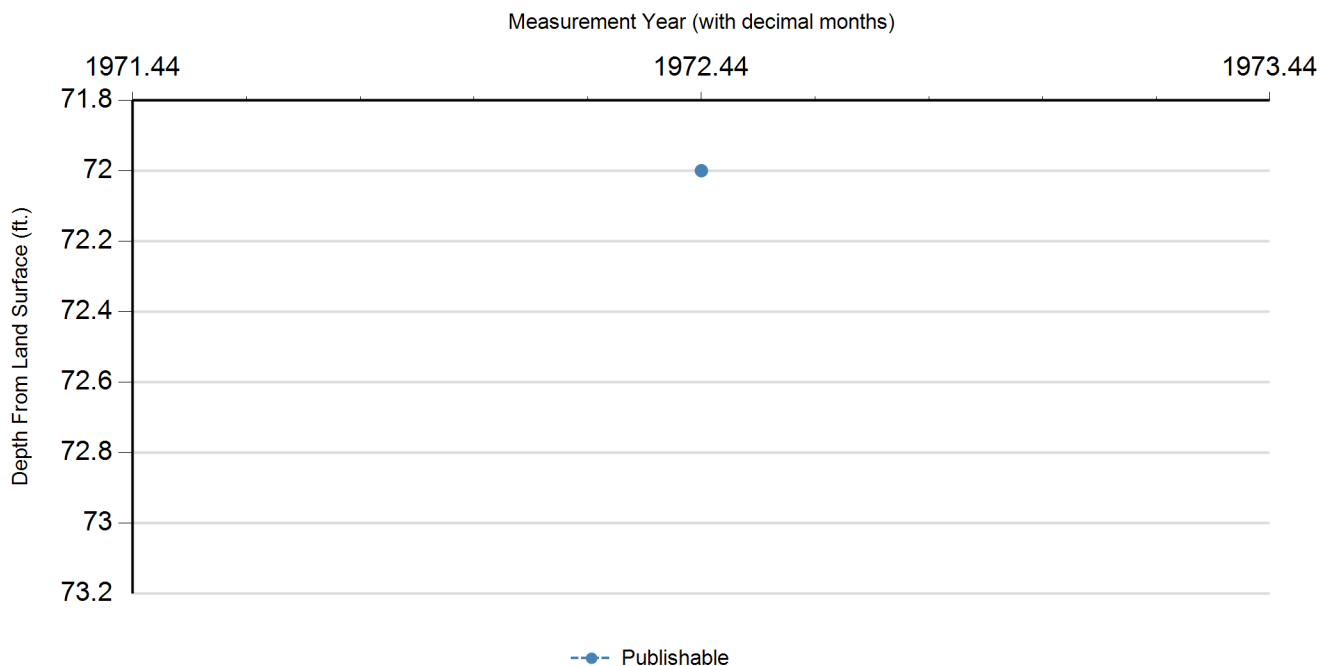 Measurement Year (with decimal months)
1971.44 1972.44 1973.44
71.8
72
72.2
72.4
72.6
72.8
73
73.2
Depth From Land Surface (ft.)
Publishable